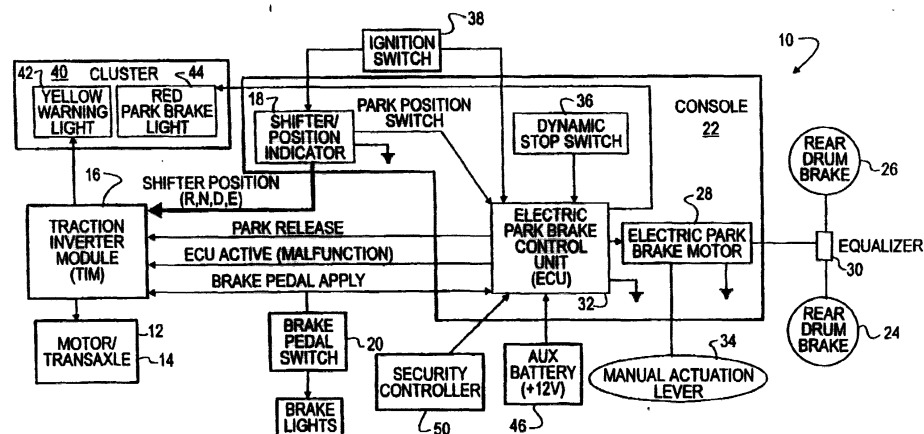 38
IGNITION
SWITCH
10
42
40
CLUSTER
44
YELLOW
WARNING
LIGHT
RED
PARK BRAKE
LIGHT
18
SHIFTER/
POSITION
INDICATOR
PARK POSITION
SWITCH
36
DYNAMIC
STOP SWITCH
CONSOLE
22
REAR
DRUM
BRAKE
26
16
SHIFTER POSITION
(R,N,D,E)
TRACTION
INVERTER
MODULE
(TIM)
PARK RELEASE
ECU ACTIVE (MALFUNCTION)
BRAKE PEDAL APPLY
ELECTRIC
PARK BRAKE
CONTROL
UNIT
(ECU)
32
28
ELECTRIC PARK
BRAKE MOTOR
EQUALIZER
30
MOTOR/
TRANSAXLE
12
14
BRAKE
PEDAL
SWITCH
20
BRAKE
LIGHTS
SECURITY
CONTROLLER
50
AUX
BATTERY
(+12V)
46
34
MANUAL ACTUATION
LEVER
REAR
DRUM
BRAKE
24